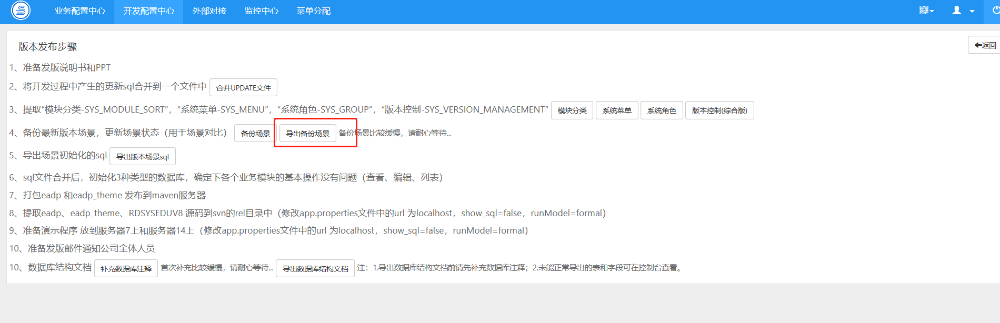 业务配置中心 开发配置中心 外部对接 监控中心 菜单分配
版本发布步骤 返回
1、准备发版说明书和PPT
2、将开发过程中产生的更新sql合并到一个文件中 合并UPDATE文件
3、提取“模块分类-SYS_MODULE_SORT”，“系统菜单-SYS_MENU”，“系统角色-SYS_GROUP”，“版本控制-SYS_VERSION_MANAGEMENT” 模块分类 系统菜单 系统角色 版本控制(综合版)
4、备份最新版本场景，更新场景状态（用于场景对比） 备份场景 导出备份场景 备份场景比较缓慢，请耐心等待...
5、导出场景初始化的sql 导出版本场景sql
6、sql文件合并后，初始化3种类型的数据库，确定下各个业务模块的基本操作没有问题（查看、编辑、列表）
7、打包eadp 和eadp_theme 发布到maven服务器
8、提取eadp、eadp_theme、RDSYSEDUV8 源码到svn的rel目录中（修改app.properties文件中的url 为localhost，show_sql=false，runModel=formal）
9、准备演示程序 放到服务器7上和服务器14上（修改app.properties文件中的url 为localhost，show_sql=false，runModel=formal）
10、准备发版邮件通知公司全体人员
10、数据库结构文档 补充数据库注释 首次补充比较缓慢，请耐心等待... 导出数据库结构文档 注：1.导出数据库结构文档前请先补充数据库注释；2.未能正常导出的表和字段可在控制台查看。